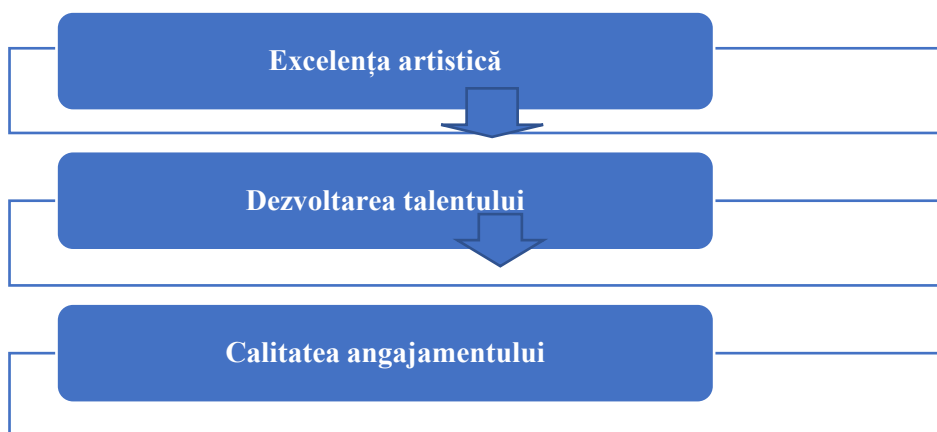 Excelența artistică
Dezvoltarea talentului
Calitatea angajamentului